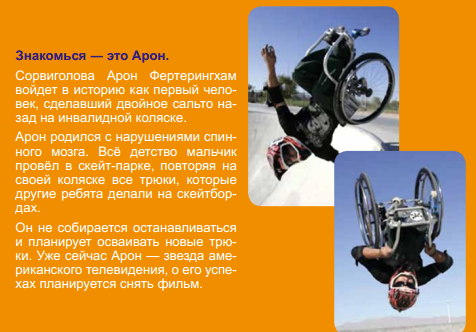 Знакомься — это Арон.
Сорвиголова Арон Фертерингхам
войдет в историю как первый чело-
век, сделавший двойное сальто на-
зад на инвалидной коляске.
Арон родился с нарушениями спин-
ного мозга. Всё детство мальчик
провёл в скейт-парке, повторяя на
своей коляске все трюки, которые
другие ребята делали на скейтбор-
дах.
Он не собирается останавливаться
и планирует осваивать новые трю-
ки. Уже сейчас Арон — звезда аме-
риканского телевидения, о его успе-
хах планируется снять фильм.